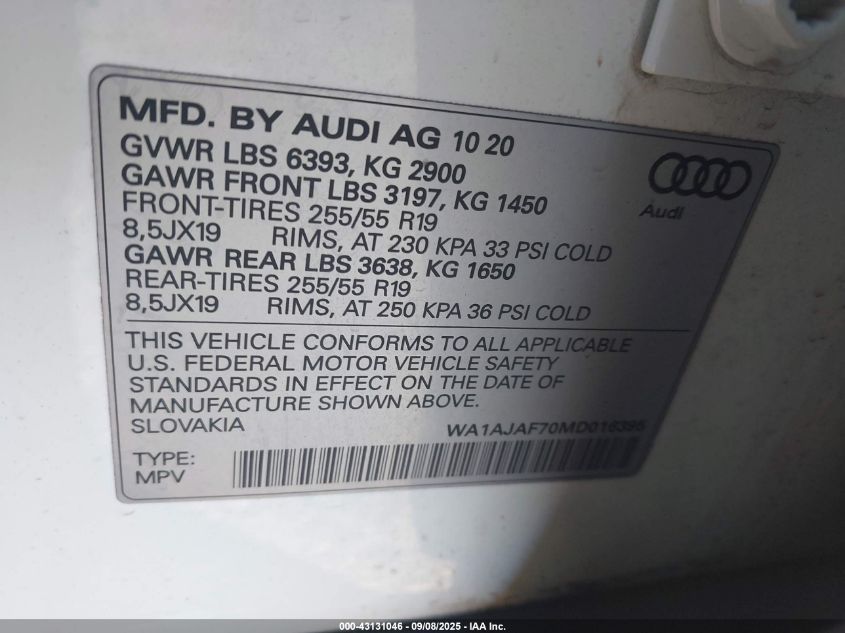 MFD. BY AUDI AG 10 20
GVWR LBS 6393, KG 2900
GAWR FRONT LBS 3197, KG 1450
FRONT-TIRES 255/55 R19
8,5JX19 RIMS, AT 230 KPA 33 PSI COLD
GAWR REAR LBS 3638, KG 1650
REAR-TIRES 255/55 R19
8,5JX19 RIMS, AT 250 KPA 36 PSI COLD
Audi
THIS VEHICLE CONFORMS TO ALL APPLICABLE
U.S. FEDERAL MOTOR VEHICLE SAFETY
STANDARDS IN EFFECT ON THE DATE OF
MANUFACTURE SHOWN ABOVE.
SLOVAKIA WA1AJAF70MD016395
TYPE:
MPV
000-43131046 - 09/08/2025 - IAA Inc.